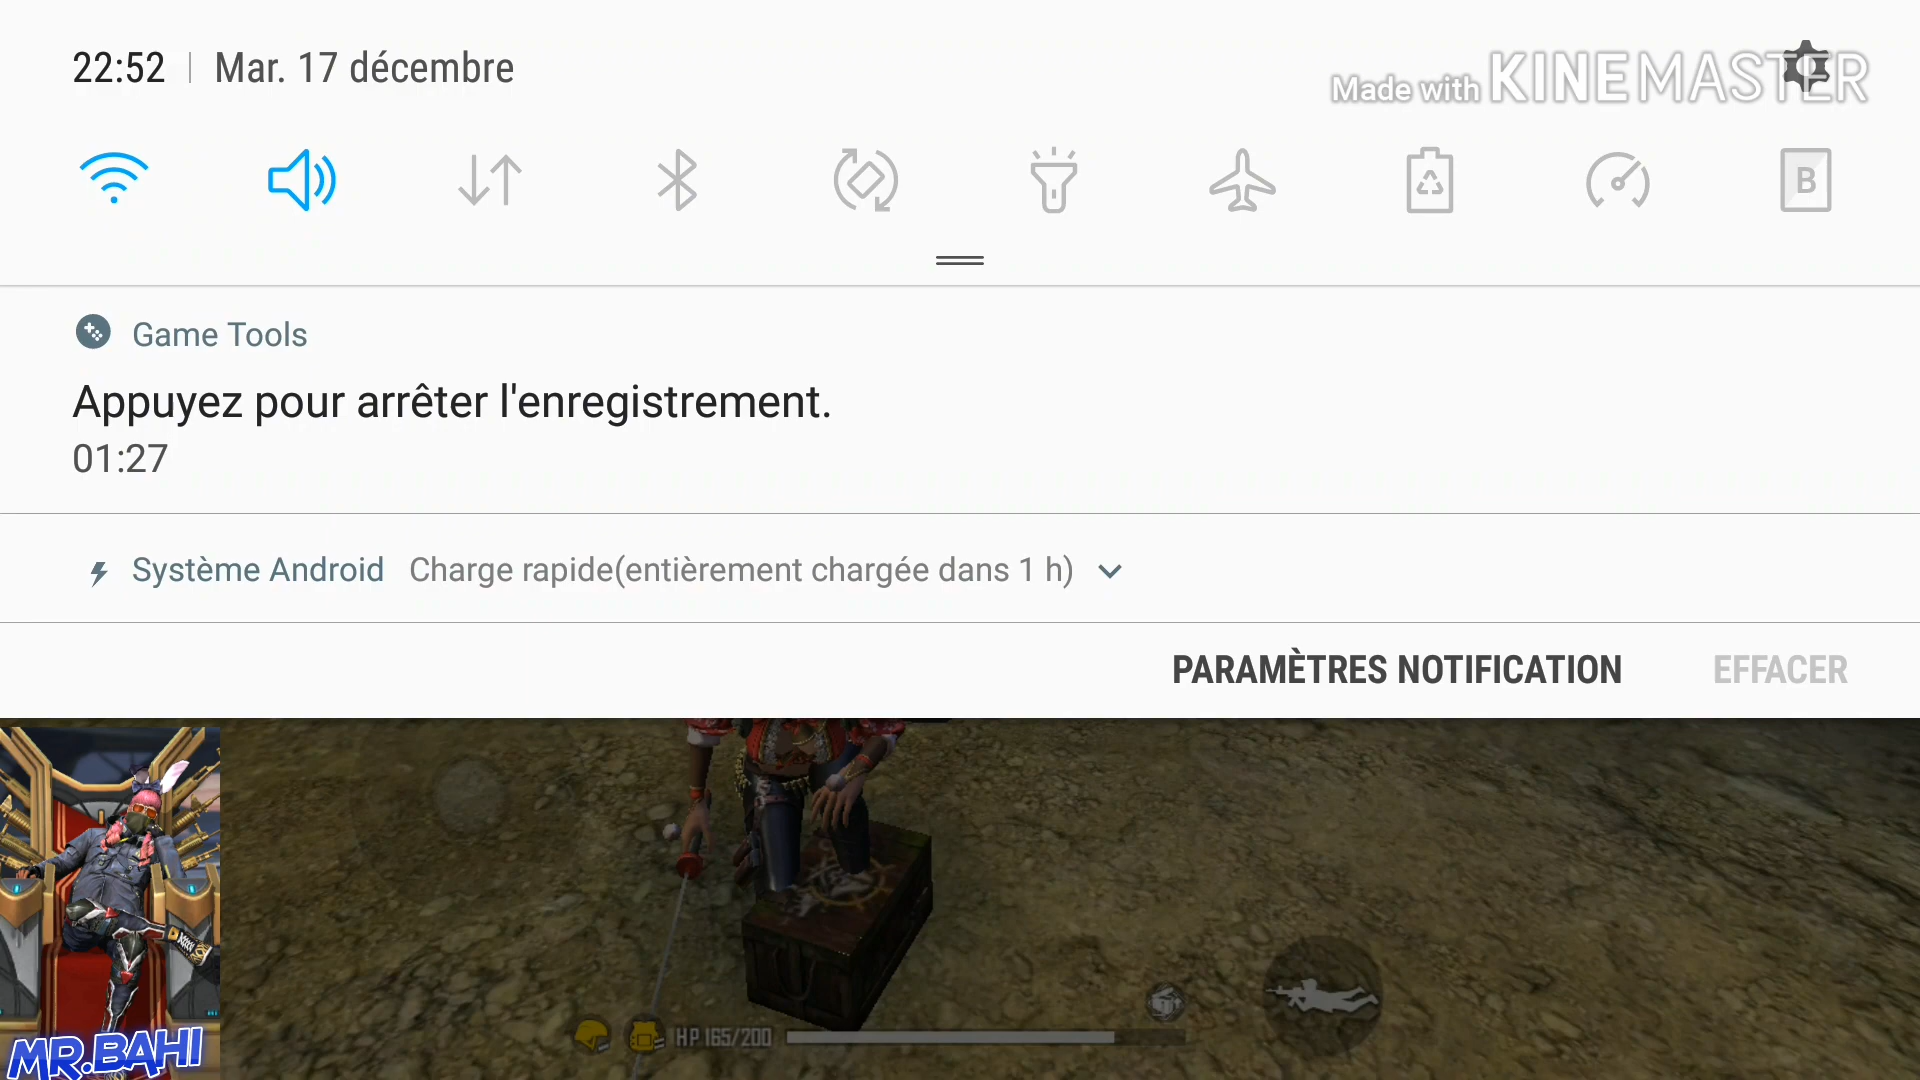 22:52 | Mar. 17 décembre
Made with KINEMASTER
B
Game Tools
Appuyez pour arrêter l'enregistrement.
01:27
Système Android Charge rapide(entièrement chargée dans 1 h)
PARAMÈTRES NOTIFICATION EFFACER
HP 165/200
MR.BAHI